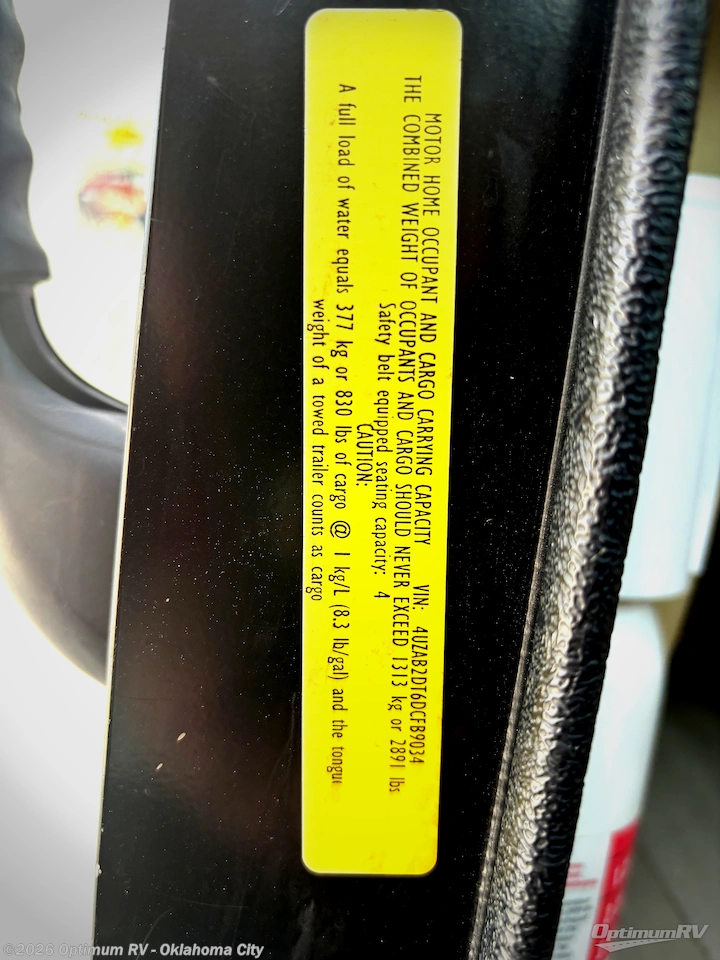 MOTOR HOME OCCUPANT AND CARGO CARRYING CAPACITY VIN: 4UZAB2DT6DCFB9034
THE COMBINED WEIGHT OF OCCUPANTS AND CARGO SHOULD NEVER EXCEED 1313 kg or 2891 lbs
Safety belt equipped seating capacity: 4
CAUTION:
A full load of water equals 377 kg or 830 lbs of cargo @ 1 kg/L (8.3 lb/gal) and the tongue
weight of a towed trailer counts as cargo
©2026 Optimum RV - Oklahoma City
OptimumRV